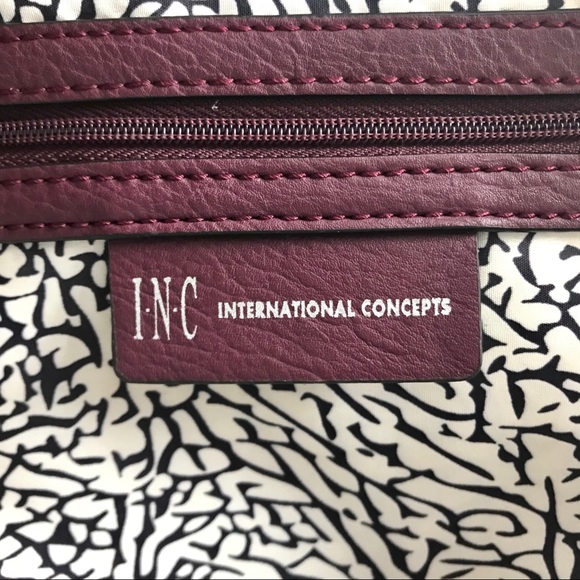 I·N·C INTERNATIONAL CONCEPTS